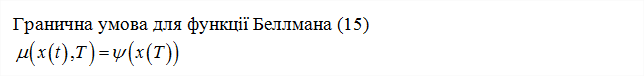 Гранична умова для функції Беллмана (15)
μ(x(t),T)=ψ(x(T))